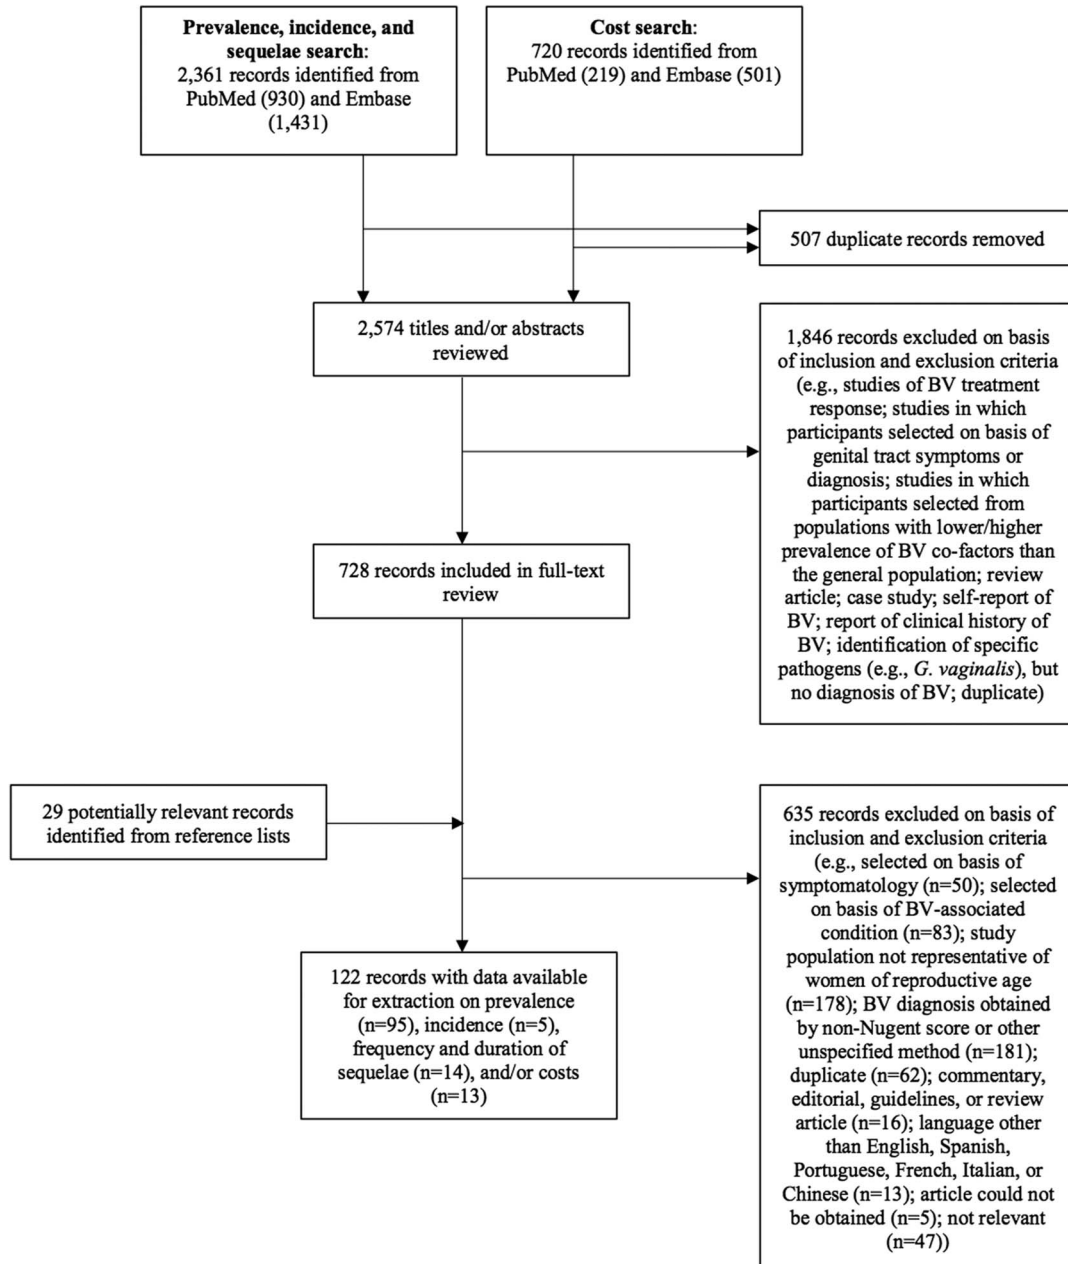 Prevalence, incidence, and
sequelae search:
2,361 records identified from
PubMed (930) and Embase
(1,431)
Cost search:
720 records identified from
PubMed (219) and Embase (501)
507 duplicate records removed
2,574 titles and/or abstracts
reviewed
1,846 records excluded on basis
of inclusion and exclusion criteria
(e.g., studies of BV treatment
response; studies in which
participants selected on basis of
genital tract symptoms or
diagnosis; studies in which
participants selected from
populations with lower/higher
prevalence of BV co-factors than
the general population; review
article; case study; self-report of
BV; report of clinical history of
BV; identification of specific
pathogens (e.g., G. vaginalis), but
no diagnosis of BV; duplicate)
728 records included in full-text
review
29 potentially relevant records
identified from reference lists
635 records excluded on basis of
inclusion and exclusion criteria
(e.g., selected on basis of
symptomatology (n=50); selected
on basis of BV-associated
condition (n=83); study
population not representative of
women of reproductive age
(n=178); BV diagnosis obtained
by non-Nugent score or other
unspecified method (n=181);
duplicate (n=62); commentary,
editorial, guidelines, or review
article (n=16); language other
than English, Spanish,
Portuguese, French, Italian, or
Chinese (n=13); article could not
be obtained (n=5); not relevant
(n=47))
122 records with data available
for extraction on prevalence
(n=95), incidence (n=5),
frequency and duration of
sequelae (n=14), and/or costs
(n=13)